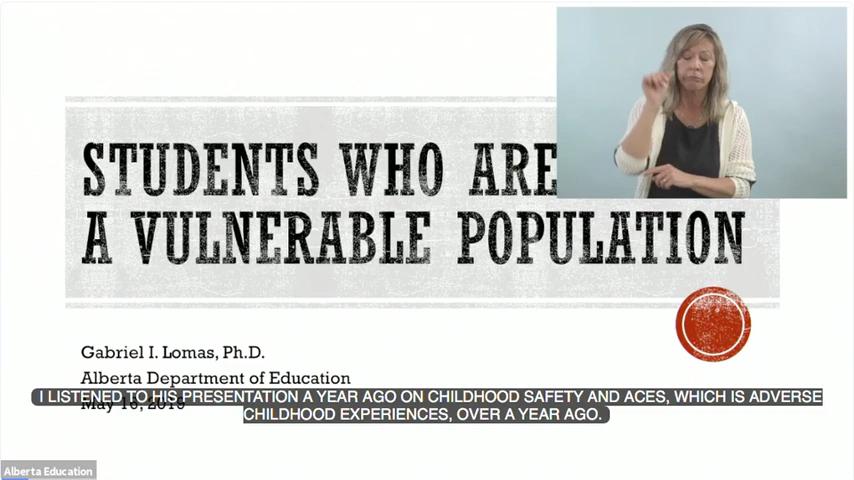 STUDENTS WHO ARE
A VULNERABLE POPULATION
Gabriel I. Lomas, Ph.D.
Alberta Department of Education
I LISTENED TO HIS PRESENTATION A YEAR AGO ON CHILDHOOD SAFETY AND ACES, WHICH IS ADVERSE
CHILDHOOD EXPERIENCES, OVER A YEAR AGO.
Alberta Education